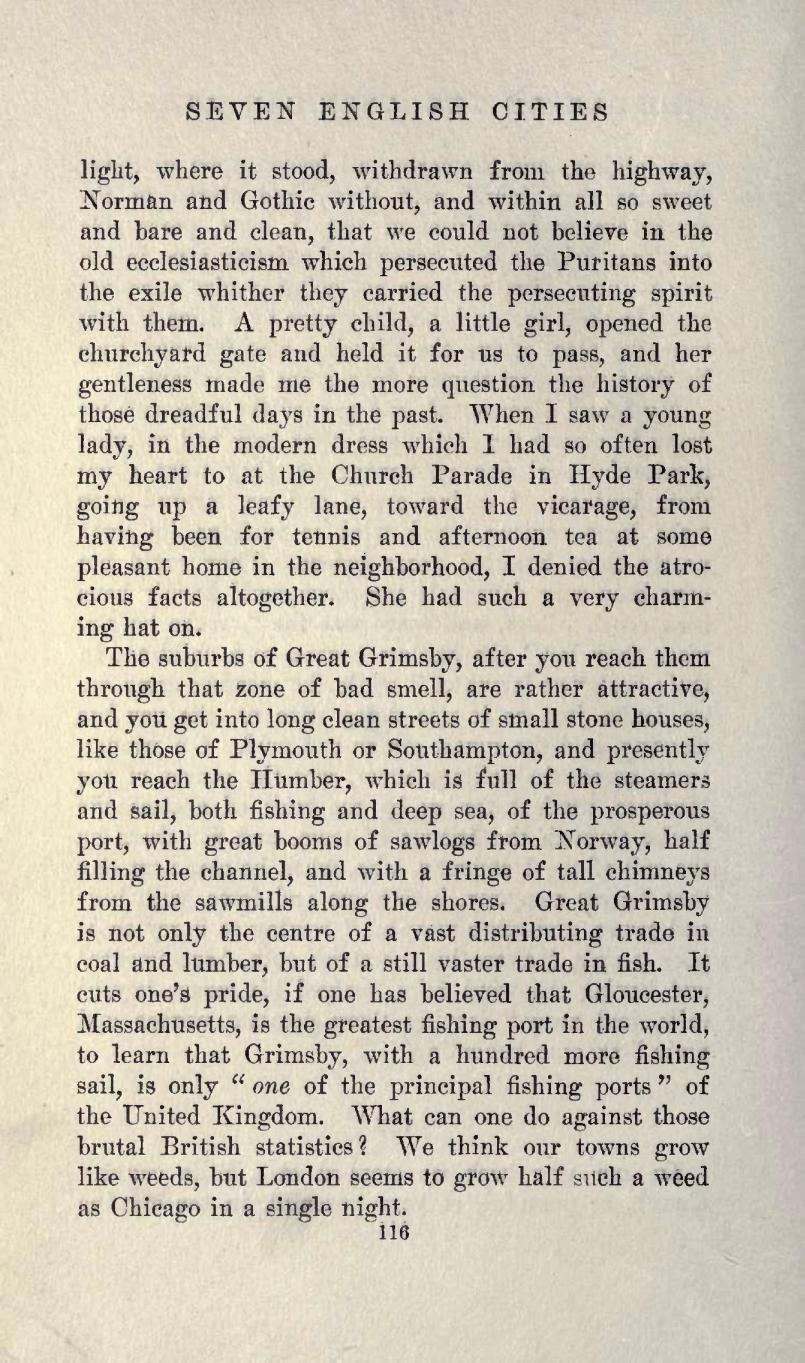 SEVEN ENGLISH CITIES
light, where it stood, withdrawn from the highway,
Norman and Gothic without, and within all so sweet
and bare and clean, that we could not believe in the
old ecclesiasticism which persecuted the Puritans into
the exile whither they carried the persecuting spirit
with them. A pretty child, a little girl, opened the
churchyard gate and held it for us to pass, and her
gentleness made me the more question the history of
those dreadful days in the past. When I saw a young
lady, in the modern dress which I had so often lost
my heart to at the Church Parade in Hyde Park,
going up a leafy lane, toward the vicarage, from
having been for tennis and afternoon tea at some
pleasant home in the neighborhood, I denied the atro-
cious facts altogether. She had such a very charm-
ing hat on.
The suburbs of Great Grimsby, after you reach them
through that zone of bad smell, are rather attractive,
and you get into long clean streets of small stone houses,
like those of Plymouth or Southampton, and presently
you reach the Humber, which is full of the steamers
and sail, both fishing and deep sea, of the prosperous
port, with great booms of sawlogs from Norway, half
filling the channel, and with a fringe of tall chimneys
from the sawmills along the shores. Great Grimsby
is not only the centre of a vast distributing trade in
coal and lumber, but of a still vaster trade in fish. It
cuts one's pride, if one has believed that Gloucester,
Massachusetts, is the greatest fishing port in the world,
to learn that Grimsby, with a hundred more fishing
sail, is only " one of the principal fishing ports " of
the United Kingdom. What can one do against those
brutal British statistics? We think our towns grow
like weeds, but London seems to grow half such a weed
as Chicago in a single night.
116